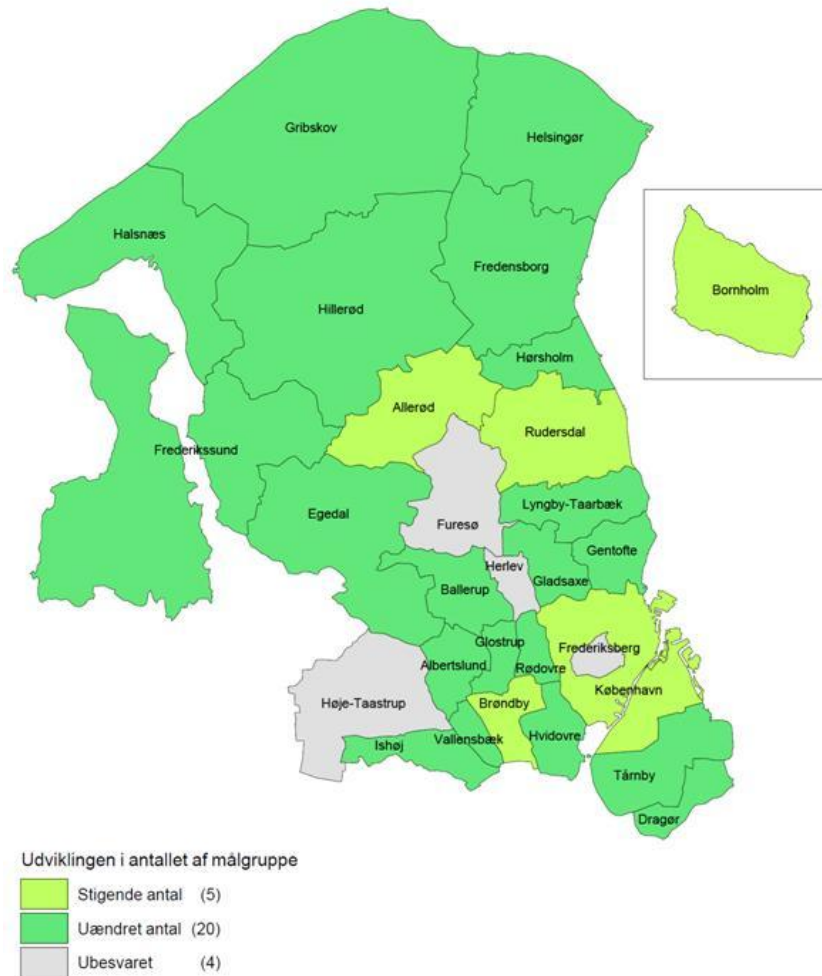 Gribskov
Helsingør
Halsnæs
Fredensborg
Bornholm
Hillerød
Hørsholm
Allerød
Rudersdal
Frederikssund
Egedal
Lyngby-Taarbæk
Furesø
Gentofte
Herlev
Ballerup
Gladsaxe
Glostrup
Frederiksberg
Albertslund
Rødovre
København
Høje-Taastrup
Brøndby
Hvidovre
Vallensbæk
Ishøj
Tårnby
Dragør
Udviklingen i antallet af målgruppe
Stigende antal (5)
Uændret antal (20)
Ubesvaret (4)